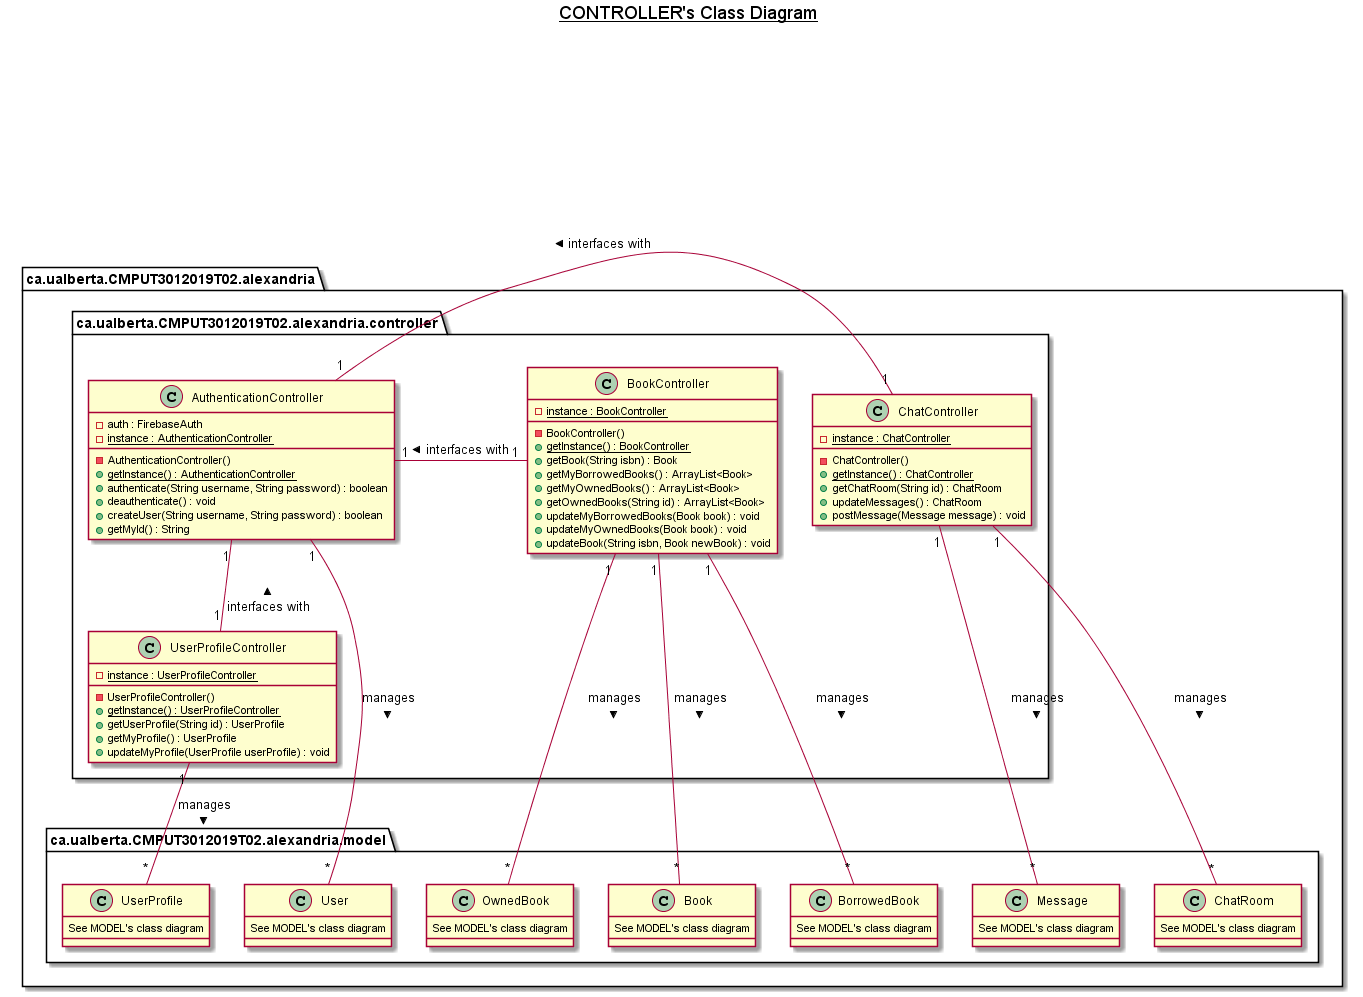 CONTROLLER's Class Diagram
◄ interfaces with
ca.ualberta.CMPUT3012019T02.alexandria
ca.ualberta.CMPUT3012019T02.alexandria.controller
1
1
C AuthenticationController
auth : FirebaseAuth
instance : AuthenticationController
AuthenticationController()
getInstance() : AuthenticationController
authenticate(String username, String password) : boolean
deauthenticate() : void
createUser(String username, String password) : boolean
getMyId() : String
1 ◄ interfaces with 1
C BookController
instance : BookController
BookController()
getInstance() : BookController
getBook(String isbn) : Book
getMyBorrowedBooks() : ArrayList<Book>
getMyOwnedBooks() : ArrayList<Book>
getOwnedBooks(String id) : ArrayList<Book>
updateMyBorrowedBooks(Book book) : void
updateMyOwnedBooks(Book book) : void
updateBook(String isbn, Book newBook) : void
C ChatController
instance : ChatController
ChatController()
getInstance() : ChatController
getChatRoom(String id) : ChatRoom
updateMessages() : ChatRoom
postMessage(Message message) : void
1 1 1 1 1 1 1
▲
interfaces with
1
C UserProfileController
instance : UserProfileController
UserProfileController()
getInstance() : UserProfileController
getUserProfile(String id) : UserProfile
getMyProfile() : UserProfile
updateMyProfile(UserProfile userProfile) : void
manages
▼
manages
▼
manages
▼
manages
▼
manages
▼
manages
▼
1
manages
▼
ca.ualberta.CMPUT3012019T02.alexandria.model
* * * * * * *
C UserProfile
See MODEL's class diagram
C User
See MODEL's class diagram
C OwnedBook
See MODEL's class diagram
C Book
See MODEL's class diagram
C BorrowedBook
See MODEL's class diagram
C Message
See MODEL's class diagram
C ChatRoom
See MODEL's class diagram